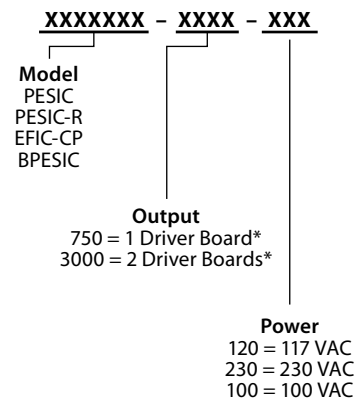 XXXXXXX – XXXX – XXX
Model
PESIC
PESIC-R
EFIC-CP
BPESIC
Output
750 = 1 Driver Board*
3000 = 2 Driver Boards*
Power
120 = 117 VAC
230 = 230 VAC
100 = 100 VAC